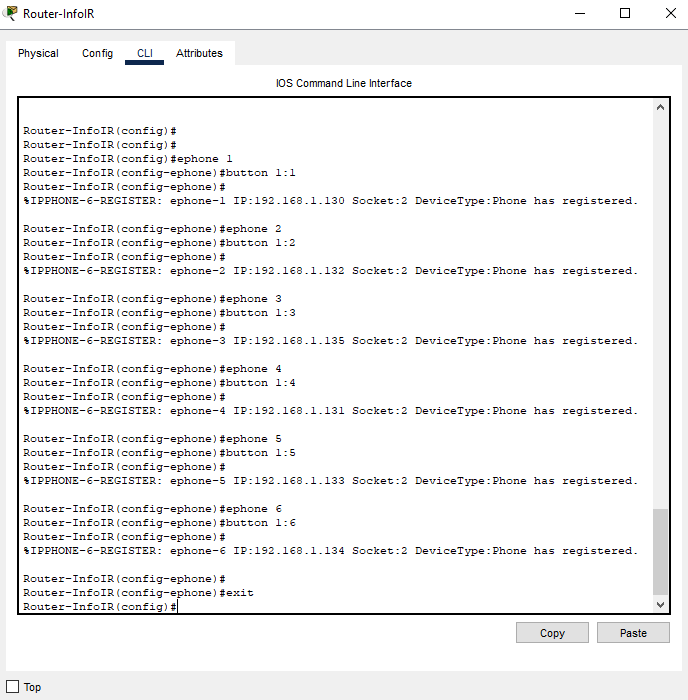 Router-InfoIR
Physical Config CLI Attributes
IOS Command Line Interface
Router-InfoIR(config)#
Router-InfoIR(config)#
Router-InfoIR(config)#ephone 1
Router-InfoIR(config-ephone)#button 1:1
Router-InfoIR(config-ephone)#
%IPPHONE-6-REGISTER: ephone-1 IP:192.168.1.130 Socket:2 DeviceType:Phone has registered.
Router-InfoIR(config-ephone)#ephone 2
Router-InfoIR(config-ephone)#button 1:2
Router-InfoIR(config-ephone)#
%IPPHONE-6-REGISTER: ephone-2 IP:192.168.1.132 Socket:2 DeviceType:Phone has registered.
Router-InfoIR(config-ephone)#ephone 3
Router-InfoIR(config-ephone)#button 1:3
Router-InfoIR(config-ephone)#
%IPPHONE-6-REGISTER: ephone-3 IP:192.168.1.135 Socket:2 DeviceType:Phone has registered.
Router-InfoIR(config-ephone)#ephone 4
Router-InfoIR(config-ephone)#button 1:4
Router-InfoIR(config-ephone)#
%IPPHONE-6-REGISTER: ephone-4 IP:192.168.1.131 Socket:2 DeviceType:Phone has registered.
Router-InfoIR(config-ephone)#ephone 5
Router-InfoIR(config-ephone)#button 1:5
Router-InfoIR(config-ephone)#
%IPPHONE-6-REGISTER: ephone-5 IP:192.168.1.133 Socket:2 DeviceType:Phone has registered.
Router-InfoIR(config-ephone)#ephone 6
Router-InfoIR(config-ephone)#button 1:6
Router-InfoIR(config-ephone)#
%IPPHONE-6-REGISTER: ephone-6 IP:192.168.1.134 Socket:2 DeviceType:Phone has registered.
Router-InfoIR(config-ephone)#
Router-InfoIR(config-ephone)#exit
Router-InfoIR(config)#
Copy Paste
Top